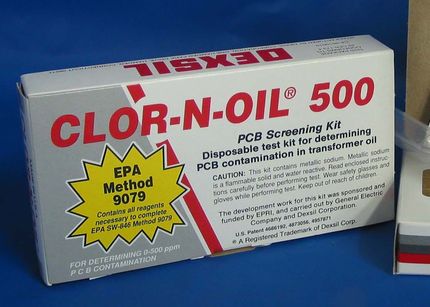 DEXSIL
CLOR-N-OIL® 500
PCB Screening Kit
Disposable test kit for determining
PCB contamination in transformer oil
CAUTION: This kit contains metallic sodium. Metallic sodium
is a flammable solid and water reactive. Read enclosed instruc-
tions carefully before performing test. Wear safety glasses and
gloves while performing test. Keep out of reach of children.
The development work for this kit was sponsored and
funded by EPRI, and carried out by General Electric
Company and Dexsil Corporation.
U.S. Patent 4686192, 4873056, 4957871
® A Registered Trademark of Dexsil Corp.
EPA
Method
9079
Contains all reagents
necessary to complete
EPA SW-846 Method 9079
FOR DETERMINING 0-500 ppm
PCB CONTAMINATION